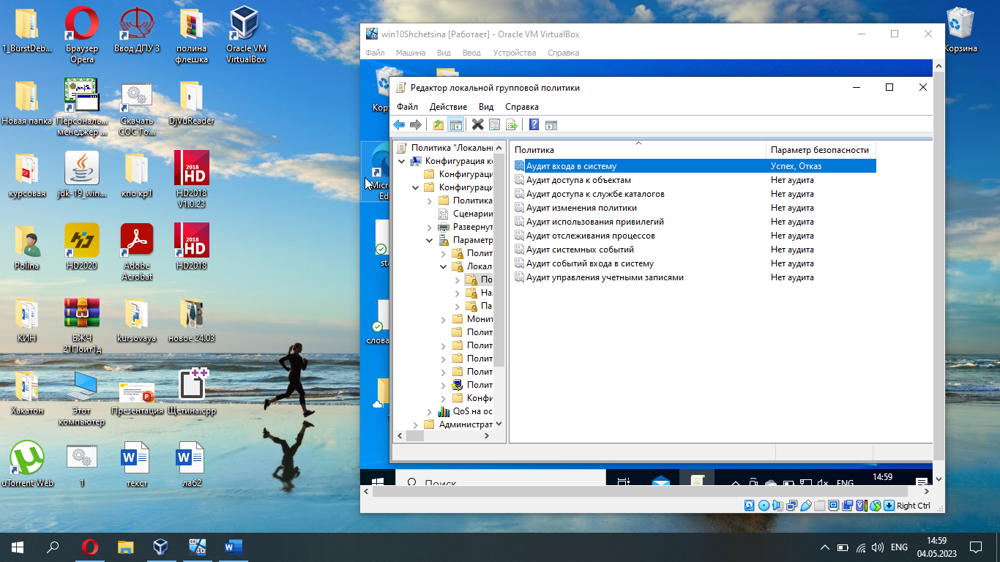 1_BurstDeb...
Браузер
Opera
Ввод ДПУ 3
полина
флешка
Oracle VM
VirtualBox
Новая папка
Персональ...
менеджер ...
Скачать
СОС Го...
DjVuReader
курсовая
jdk-19_win...
кпо кр1
HD2018
V1.0.23
Polina
HD2020
Adobe
Acrobat
HD2018
КИН
БЖЧ
21Поит1д
kursovaya
новое 24.03
Хакатон
Этот
компьютер
Презентация
Щетина.cpp
uTorrent Web
1
текст
лаб2
Корзина
win10Shchetsina [Работает] - Oracle VM VirtualBox
Файл Машина Вид Ввод Устройства Справка
Редактор локальной групповой политики
Файл Действие Вид Справка
Политика "Локальн
Конфигурация к
Конфигураци
Конфигураци
Политика
Сценарии
Развернут
Параметр
Полит
Локал
По
На
Па
Монит
Полит
Полит
Полит
Полит
Полит
Конфи
QoS на ос
Администрат
Политика Параметр безопасности
Аудит входа в систему Успех, Отказ
Аудит доступа к объектам Нет аудита
Аудит доступа к службе каталогов Нет аудита
Аудит изменения политики Нет аудита
Аудит использования привилегий Нет аудита
Аудит отслеживания процессов Нет аудита
Аудит системных событий Нет аудита
Аудит событий входа в систему Нет аудита
Аудит управления учетными записями Нет аудита
Поиск
ENG
14:59
Right Ctrl
ENG
14:59
04.05.2023